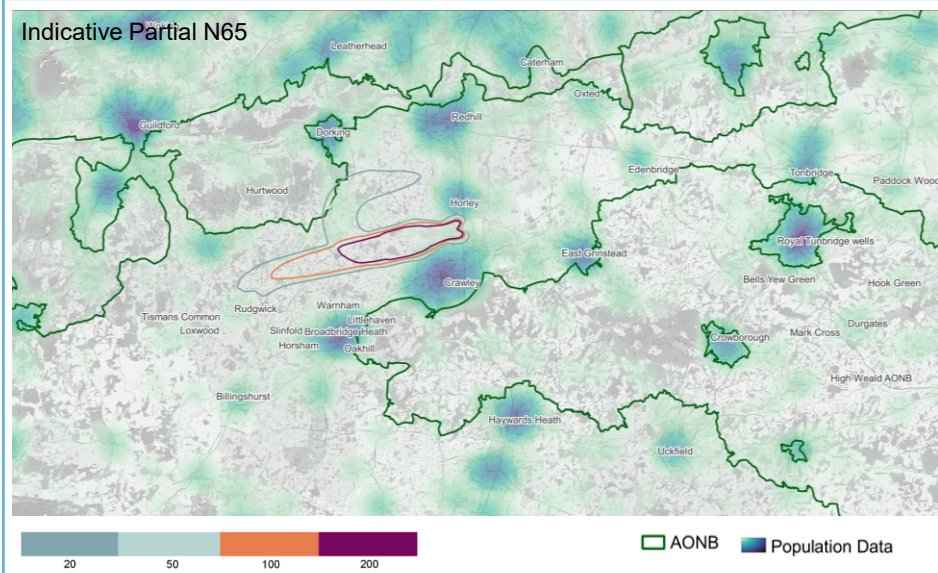 Indicative Partial N65
Leatherhead
Caterham
Oxted
Guildford
Redhill
Dorking
Edenbridge
Tonbridge
Paddock Wood
Hurtwood
Horley
Royal Tunbridge wells
East Grinstead
Bells Yew Green
Crawley
Hook Green
Rudgwick
Warnham
Tismans Common
Littlehaven
Loxwood
Slinfold
Broadbridge Heath
Durgates
Mark Cross
Crowborough
Horsham
Oakhill
High Weald AONB
Billingshurst
Haywards Heath
Uckfield
20 50 100 200
AONB
Population Data